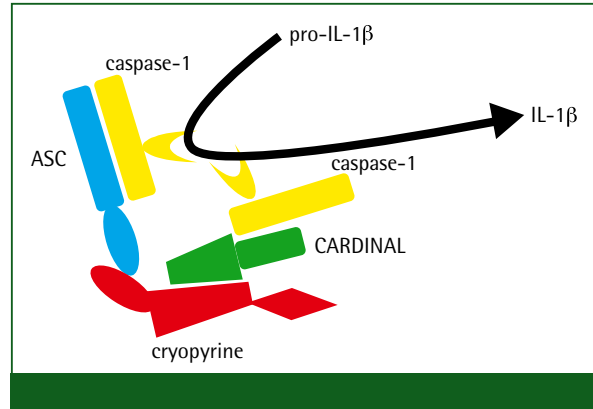 pro-IL-1β
caspase-1
IL-1β
ASC
caspase-1
CARDINAL
cryopyrine